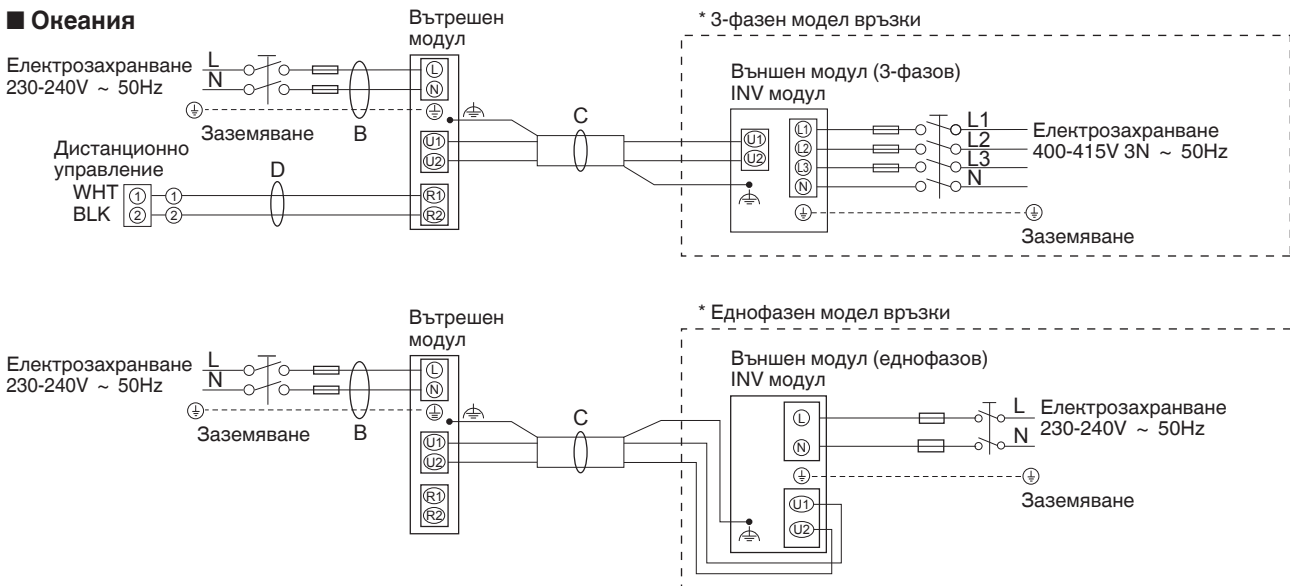 ■ Океания
Вътрешен
модул
* 3-фазен модел връзки
Електрозахранване
230-240V ~ 50Hz
L
N
L
N
Заземяване
B
Дистанционно
управление
WHT 1 1
BLK 2 2
D
U1
U2
R1
R2
C
Външен модул (3-фазов)
INV модул
U1
U2
L1
L2
L3
N
L1
L2
L3
N
Електрозахранване
400-415V 3N ~ 50Hz
Заземяване
Вътрешен
модул
* Еднофазен модел връзки
Електрозахранване
230-240V ~ 50Hz
L
N
L
N
Заземяване
B
U1
U2
R1
R2
C
Външен модул (еднофазов)
INV модул
L
N
L
N
Електрозахранване
230-240V ~ 50Hz
Заземяване
U1
U2